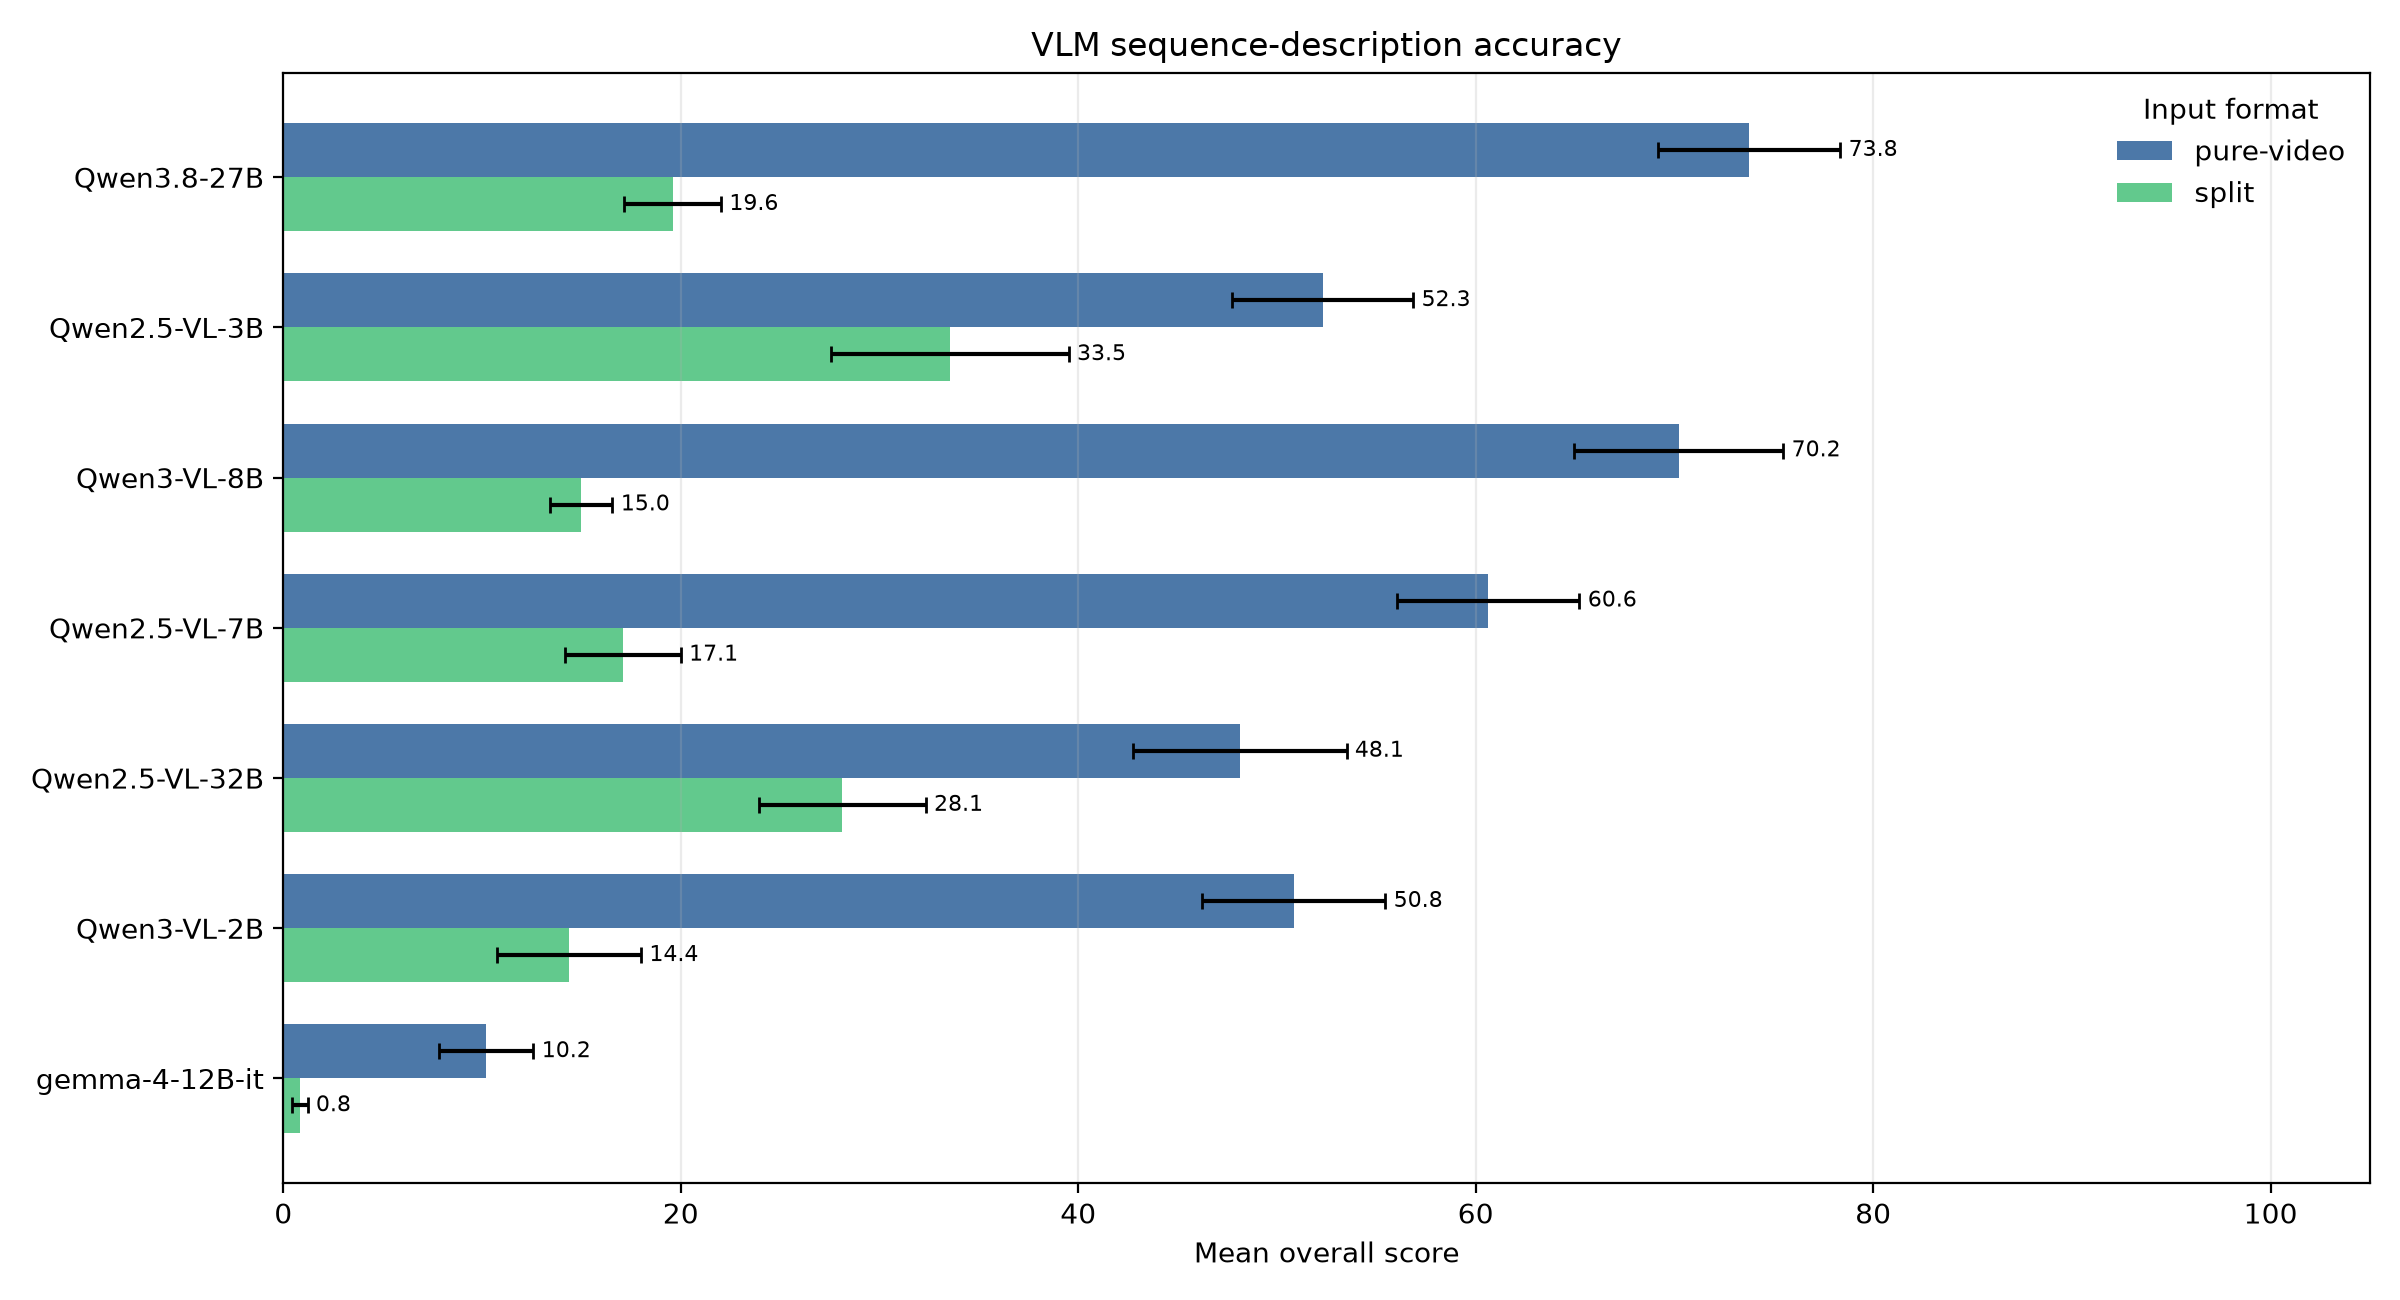 VLM sequence-description accuracy
Input format
pure-video
split
Qwen3.8-27B
73.8
19.6
Qwen2.5-VL-3B
52.3
33.5
Qwen3-VL-8B
70.2
15.0
Qwen2.5-VL-7B
60.6
17.1
Qwen2.5-VL-32B
48.1
28.1
Qwen3-VL-2B
50.8
14.4
gemma-4-12B-it
10.2
0.8
0 20 40 60 80 100
Mean overall score